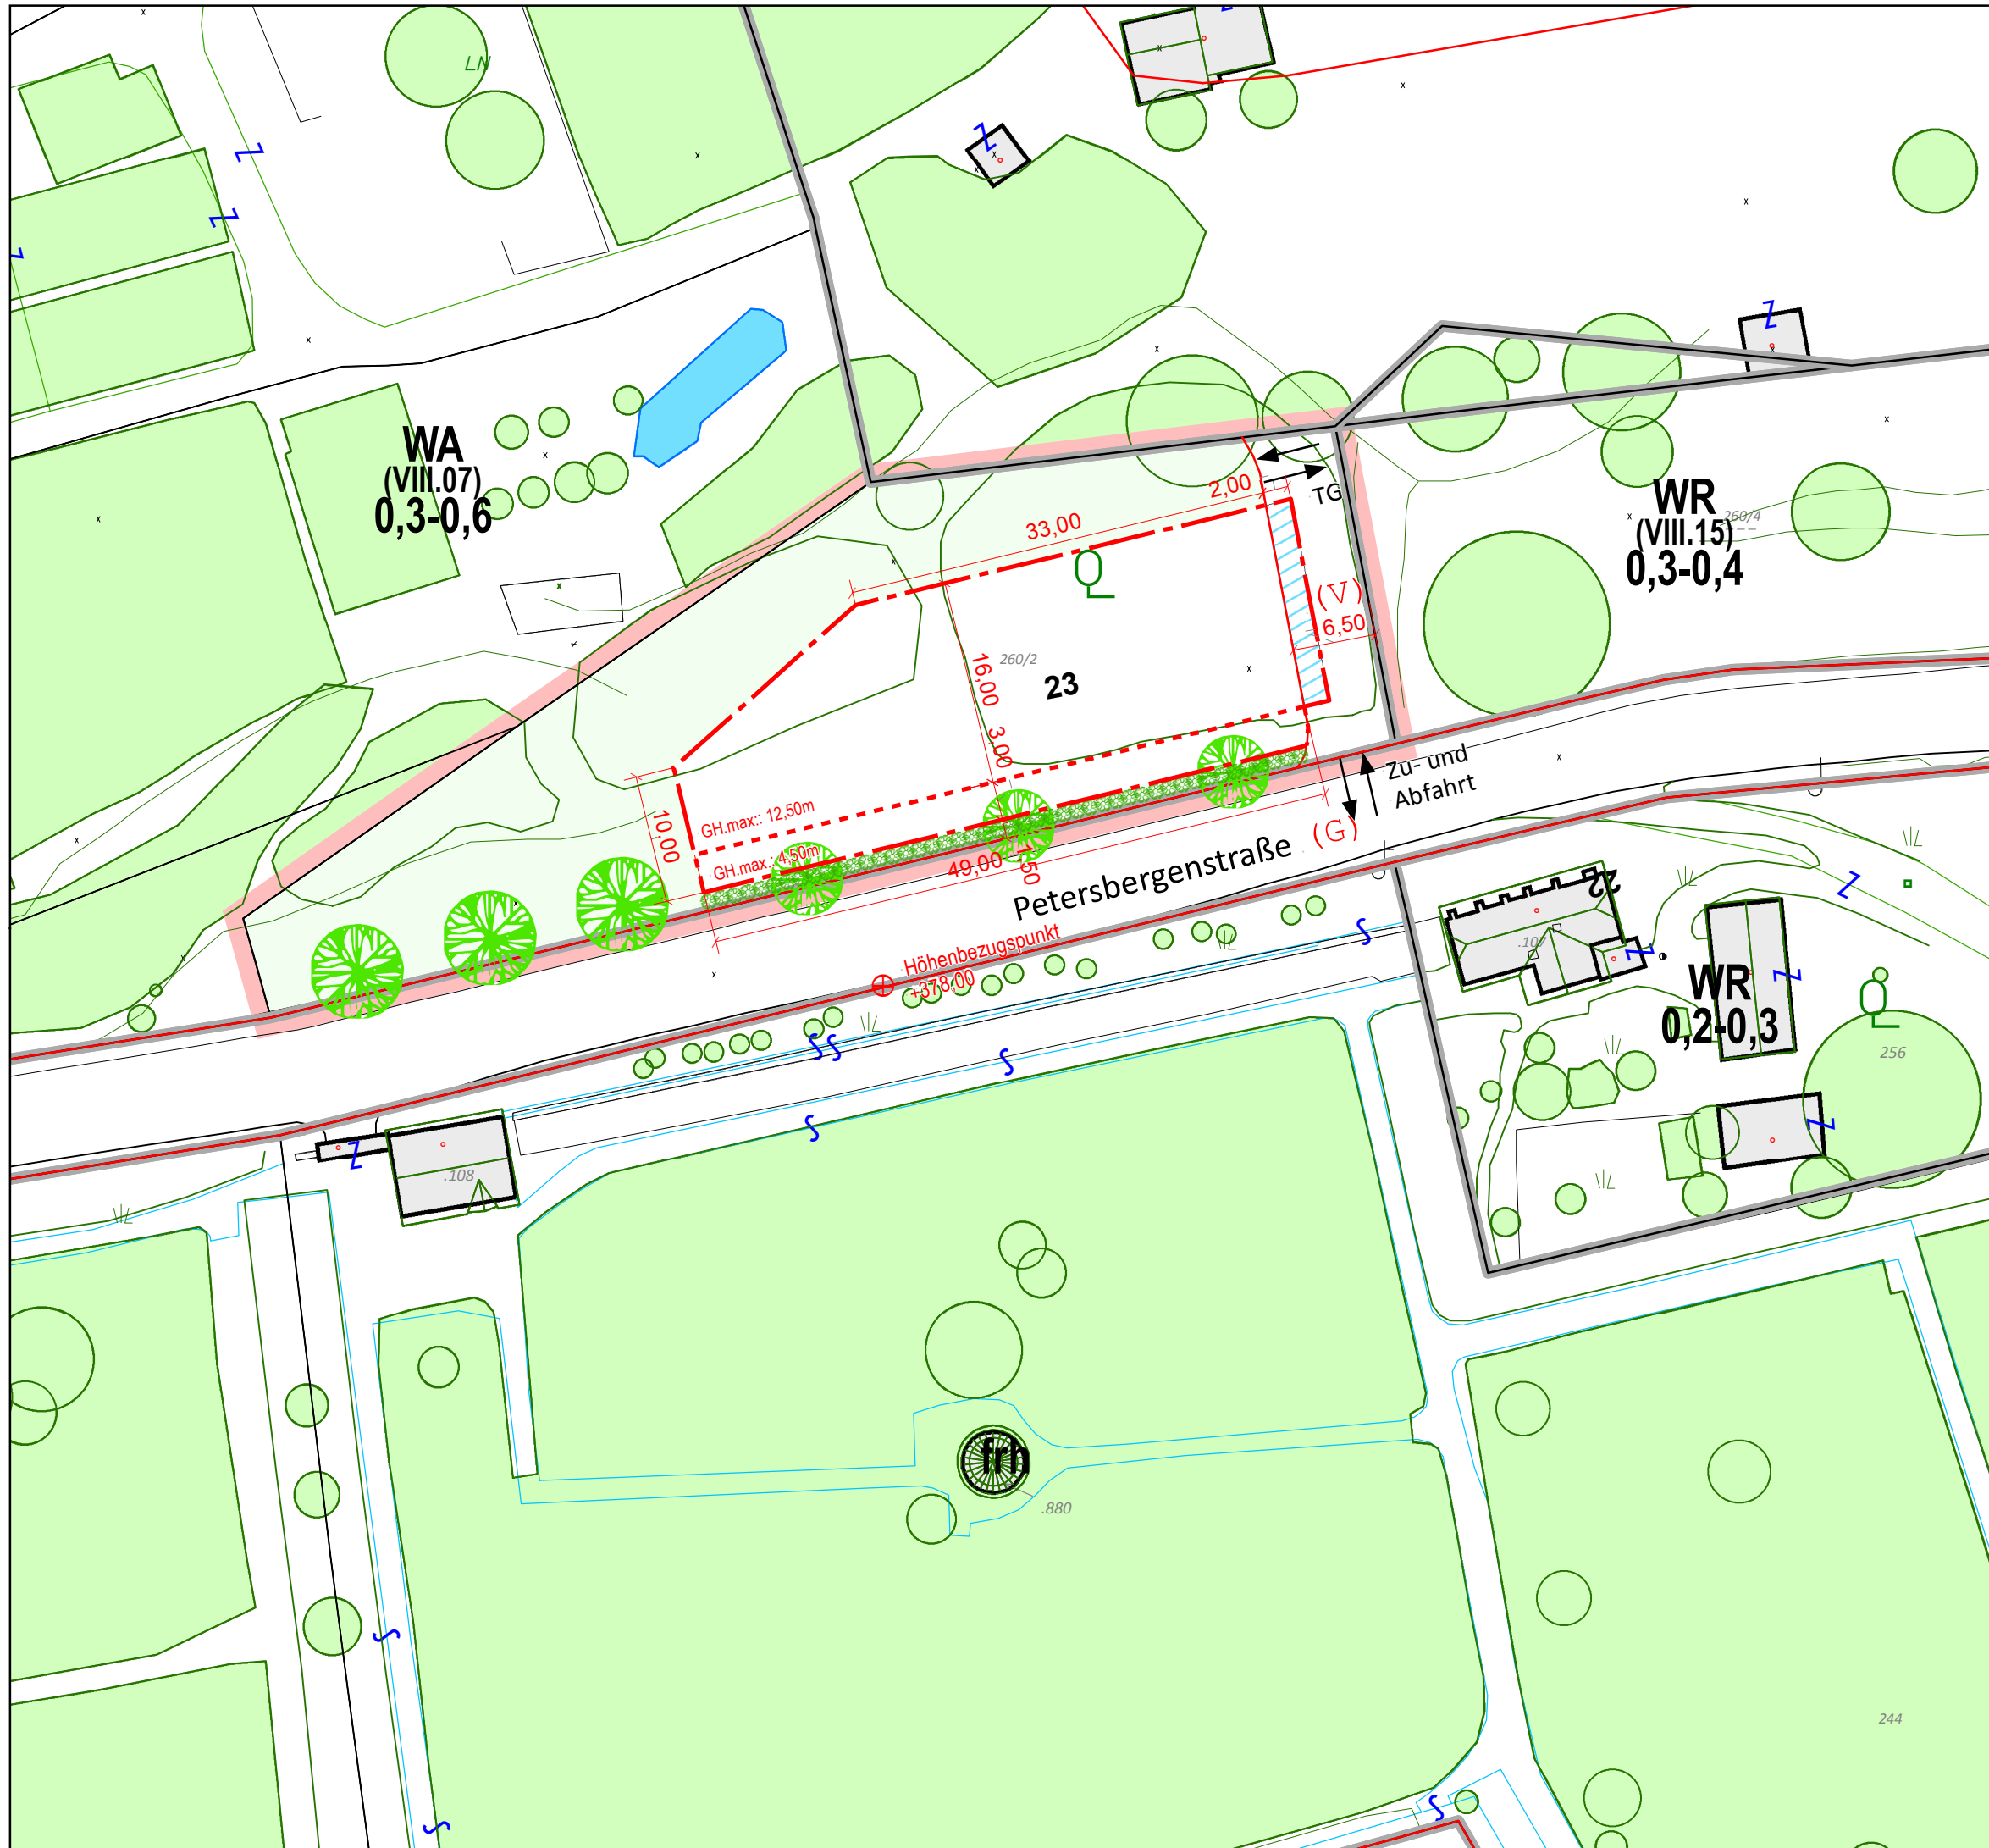 LN
WA
(VIII.07)
0,3-0,6
2,00
TG
33,00
WR
(VIII.15)
0,3-0,4
260/4
(V)
6,50
260/2
16,00
23
3,00
Zu- und
Abfahrt
GH.max:: 12,50m
10,00
GH.max.: 4,50m
49,00
1,50
Petersbergenstraße
(G)
Höhenbezugspunkt
+378,00
22
.107
WR
0,2-0,3
256
.108
frh
.880
244